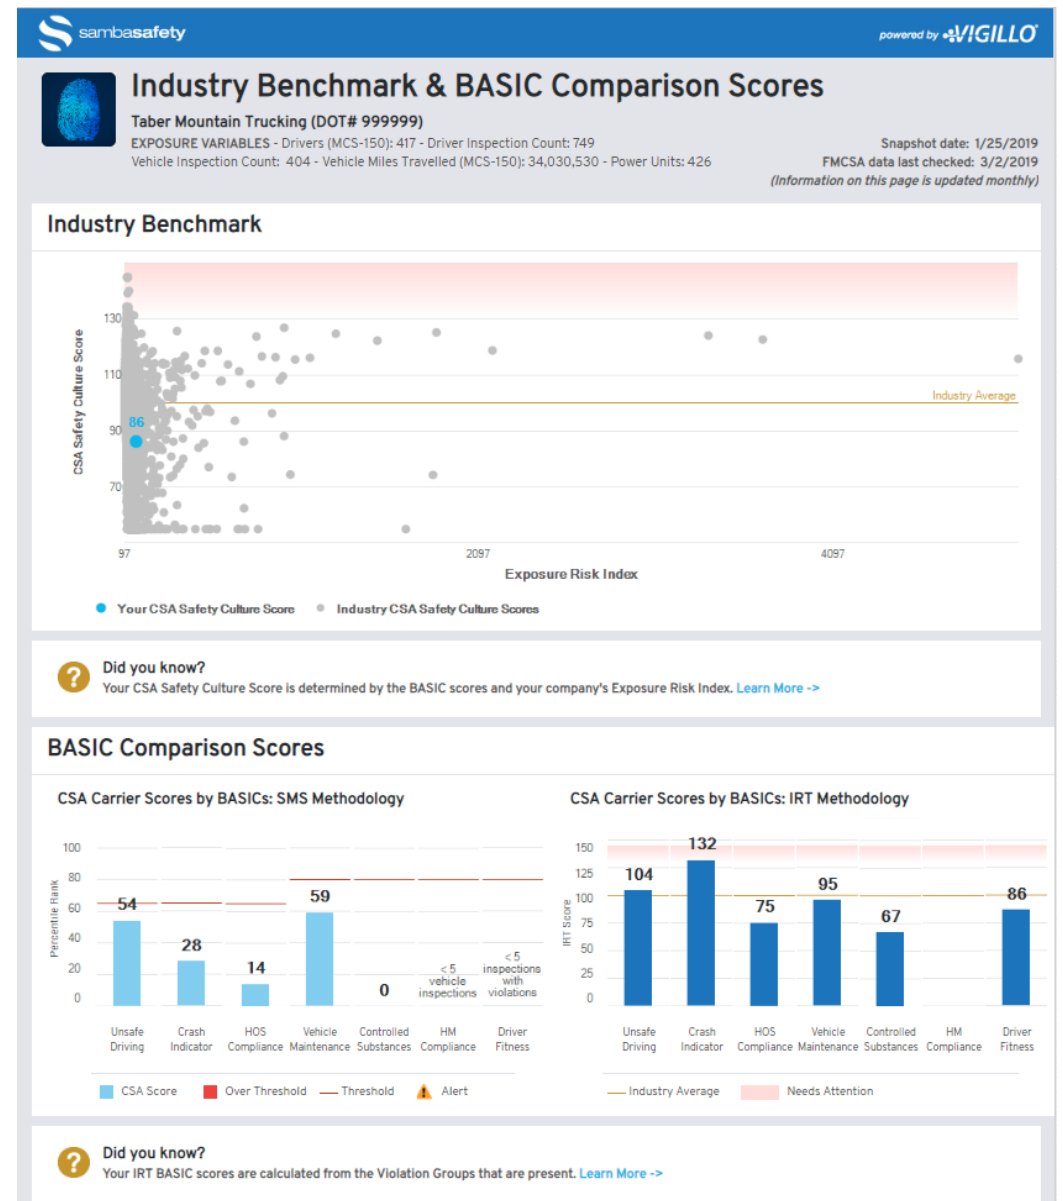 sambasafety
powered by VIGILLO
Industry Benchmark & BASIC Comparison Scores
Taber Mountain Trucking (DOT# 999999)
EXPOSURE VARIABLES - Drivers (MCS-150): 417 - Driver Inspection Count: 749
Vehicle Inspection Count: 404 - Vehicle Miles Travelled (MCS-150): 34,030,530 - Power Units: 426
Snapshot date: 1/25/2019
FMCSA data last checked: 3/2/2019
(Information on this page is updated monthly)
Industry Benchmark
CSA Safety Culture Score
130
110
90
70
86
Industry Average
97
2097
4097
Exposure Risk Index
Your CSA Safety Culture Score
Industry CSA Safety Culture Scores
?
Did you know?
Your CSA Safety Culture Score is determined by the BASIC scores and your company's Exposure Risk Index. Learn More ->
BASIC Comparison Scores
CSA Carrier Scores by BASICs: SMS Methodology
Percentile Rank
100
80
60
40
20
0
54
28
14
59
0
< 5
vehicle
inspections
< 5
inspections
with
violations
Unsafe
Driving
Crash
Indicator
HOS
Compliance
Vehicle
Maintenance
Controlled
Substances
HM
Compliance
Driver
Fitness
CSA Score
Over Threshold
Threshold
Alert
CSA Carrier Scores by BASICs: IRT Methodology
IRT Score
150
125
100
75
50
25
0
104
132
75
95
67
86
Unsafe
Driving
Crash
Indicator
HOS
Compliance
Vehicle
Maintenance
Controlled
Substances
HM
Compliance
Driver
Fitness
Industry Average
Needs Attention
?
Did you know?
Your IRT BASIC scores are calculated from the Violation Groups that are present. Learn More ->